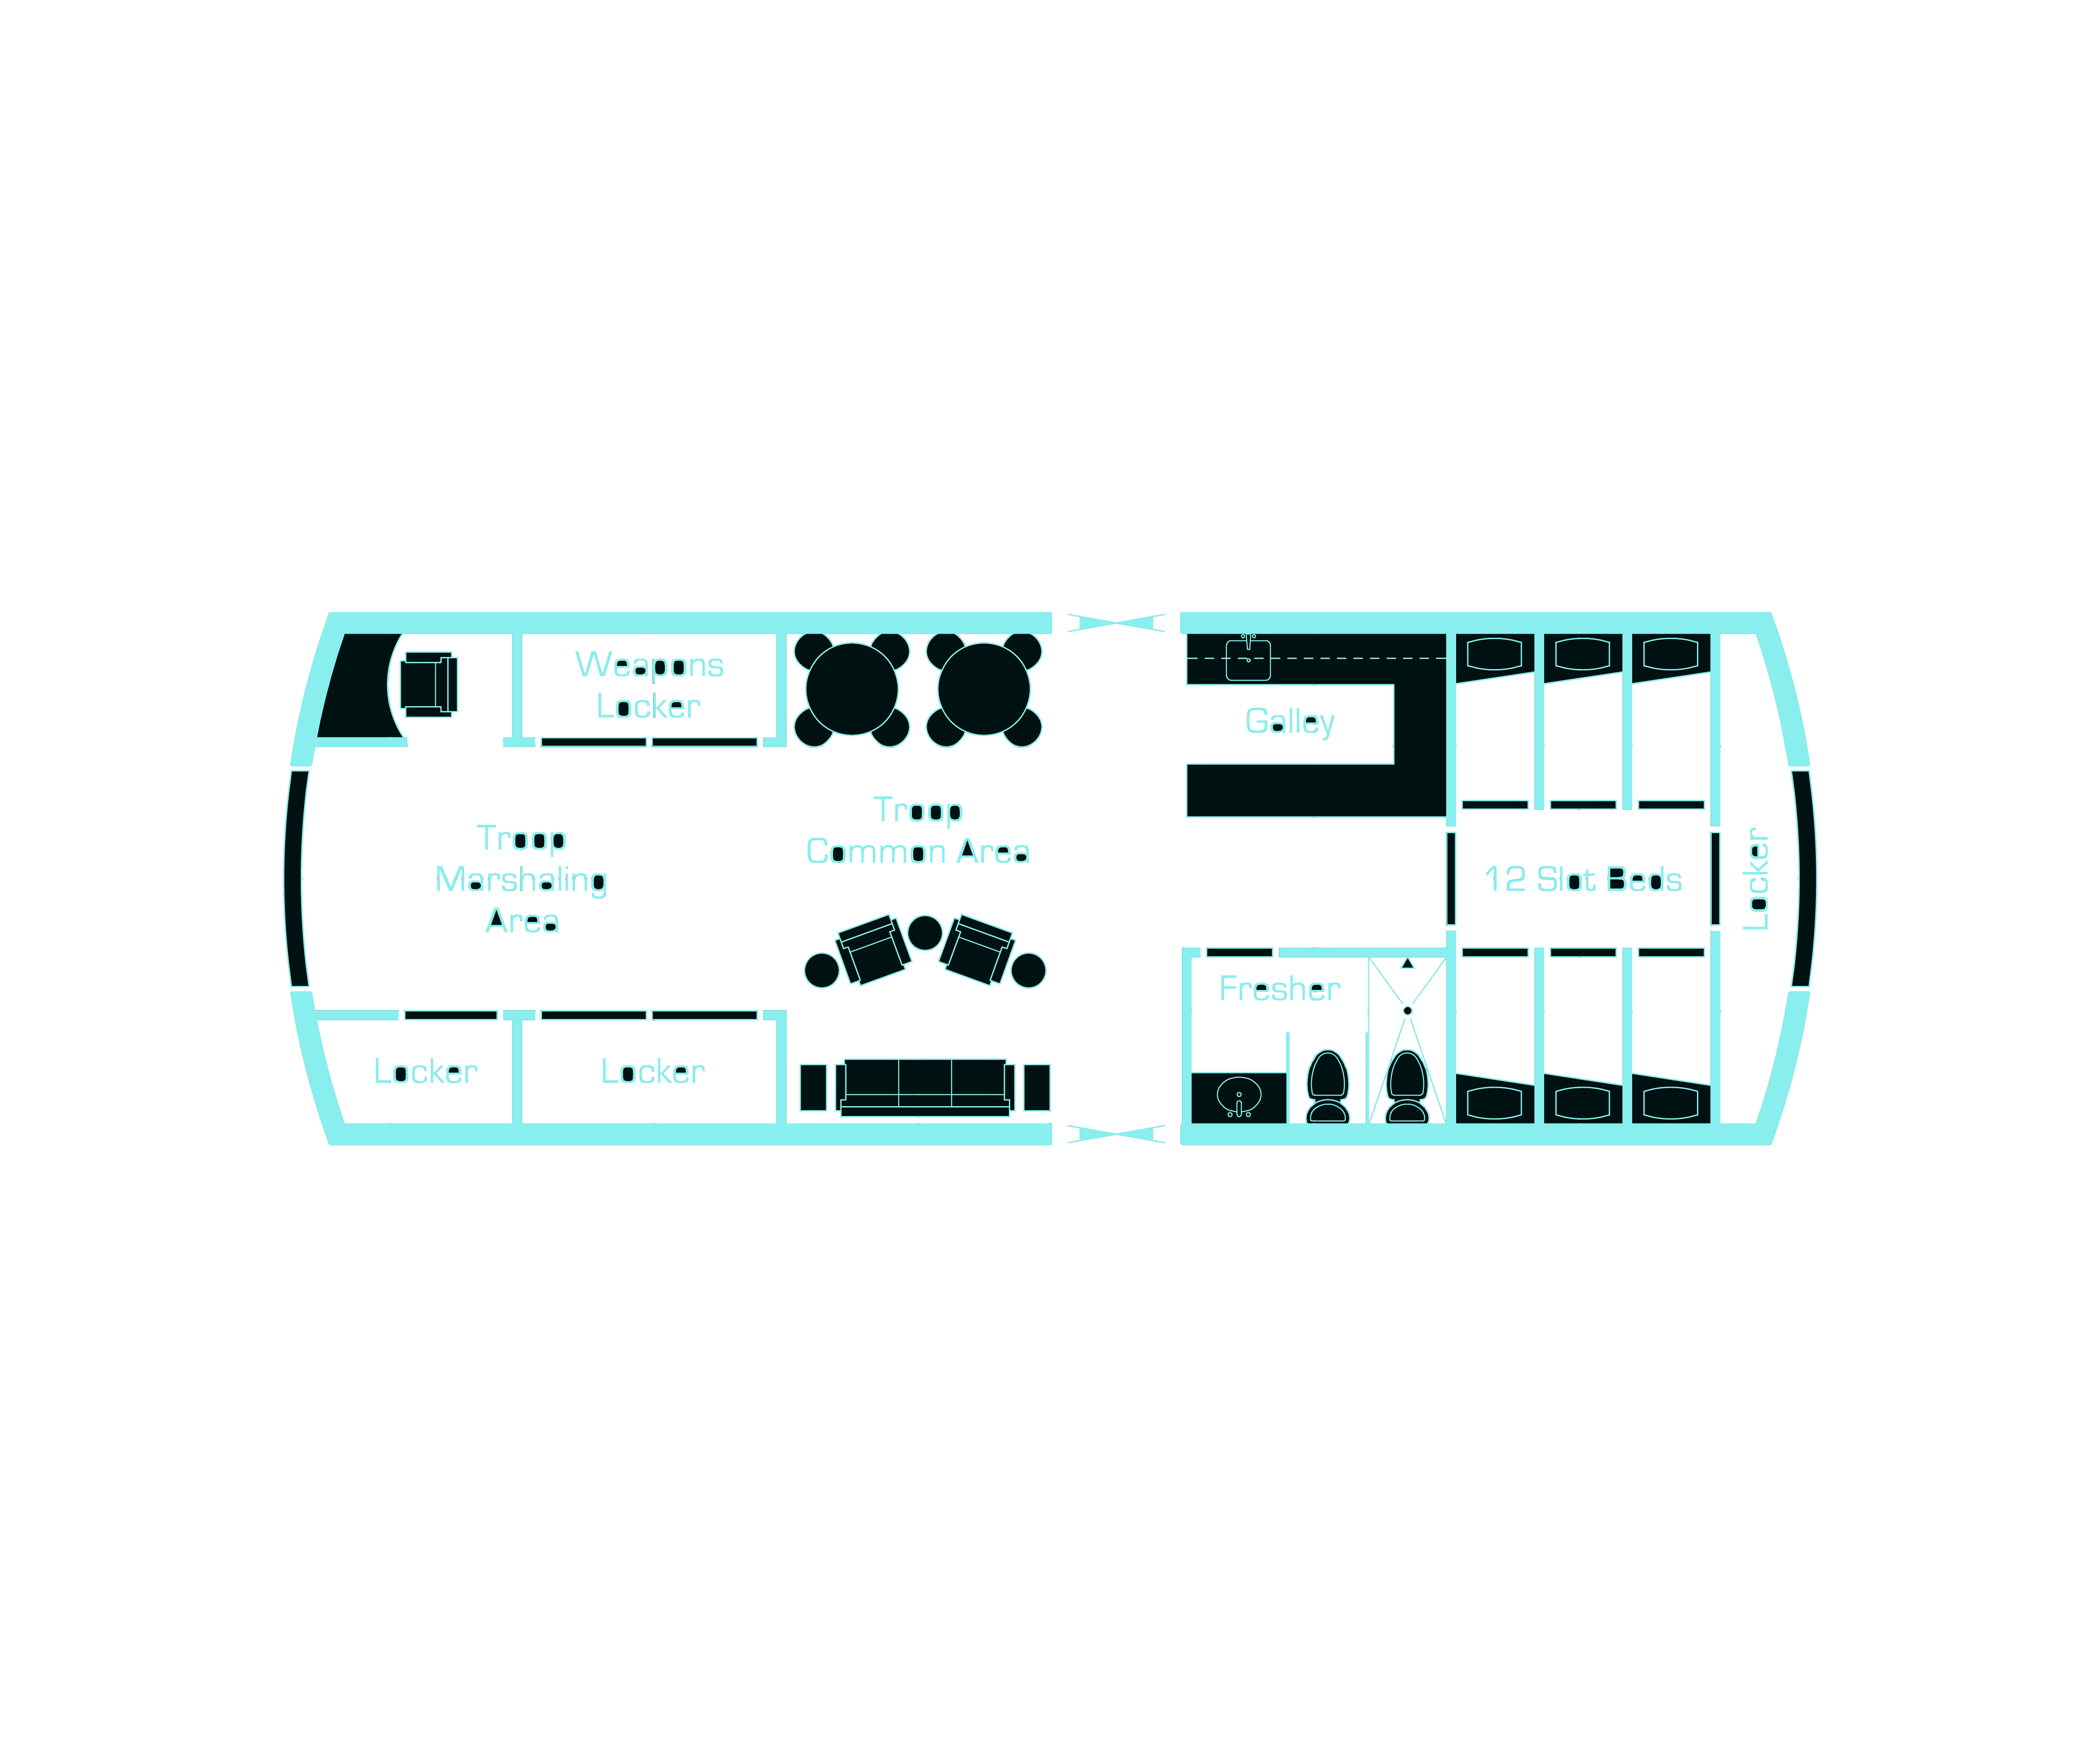 Weapons
Locker
Galley
Troop
Common Area
Troop
Marshaling
Area
12 Slot Beds
Locker
Fresher
Locker
Locker